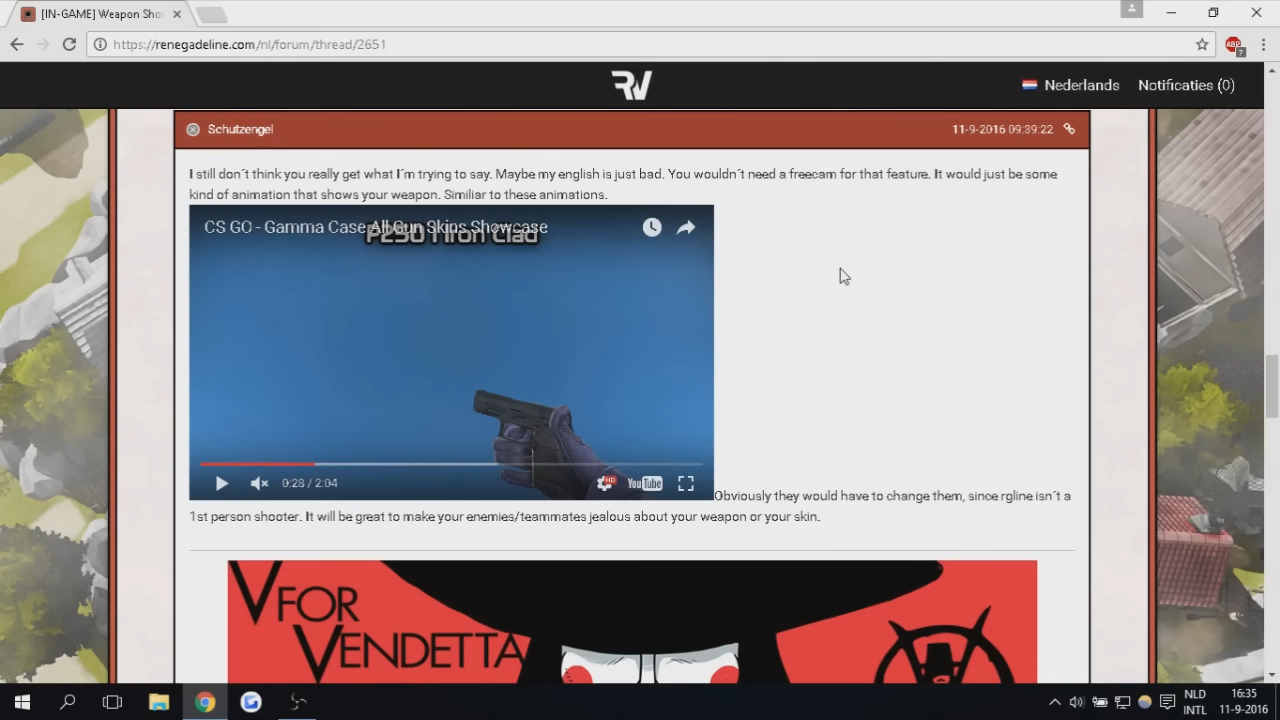 [IN-GAME] Weapon Sho
https://renegadeline.com/nl/forum/thread/2651
ABP
7
Nederlands
Notificaties (0)
Schutzengel
11-9-2016 09:39:22
I still don´t think you really get what I´m trying to say. Maybe my english is just bad. You wouldn´t need a freecam for that feature. It would just be some
kind of animation that shows your weapon. Similiar to these animations.
CS GO - Gamma Case All Gun Skins Showcase
P250 | Iron Clad
0:28 / 2:04
HD
YouTube
Obviously they would have to change them, since rgline isn´t a
1st person shooter. It will be great to make your enemies/teammates jealous about your weapon or your skin.
V FOR
VENDETTA
NLD
INTL
16:35
11-9-2016